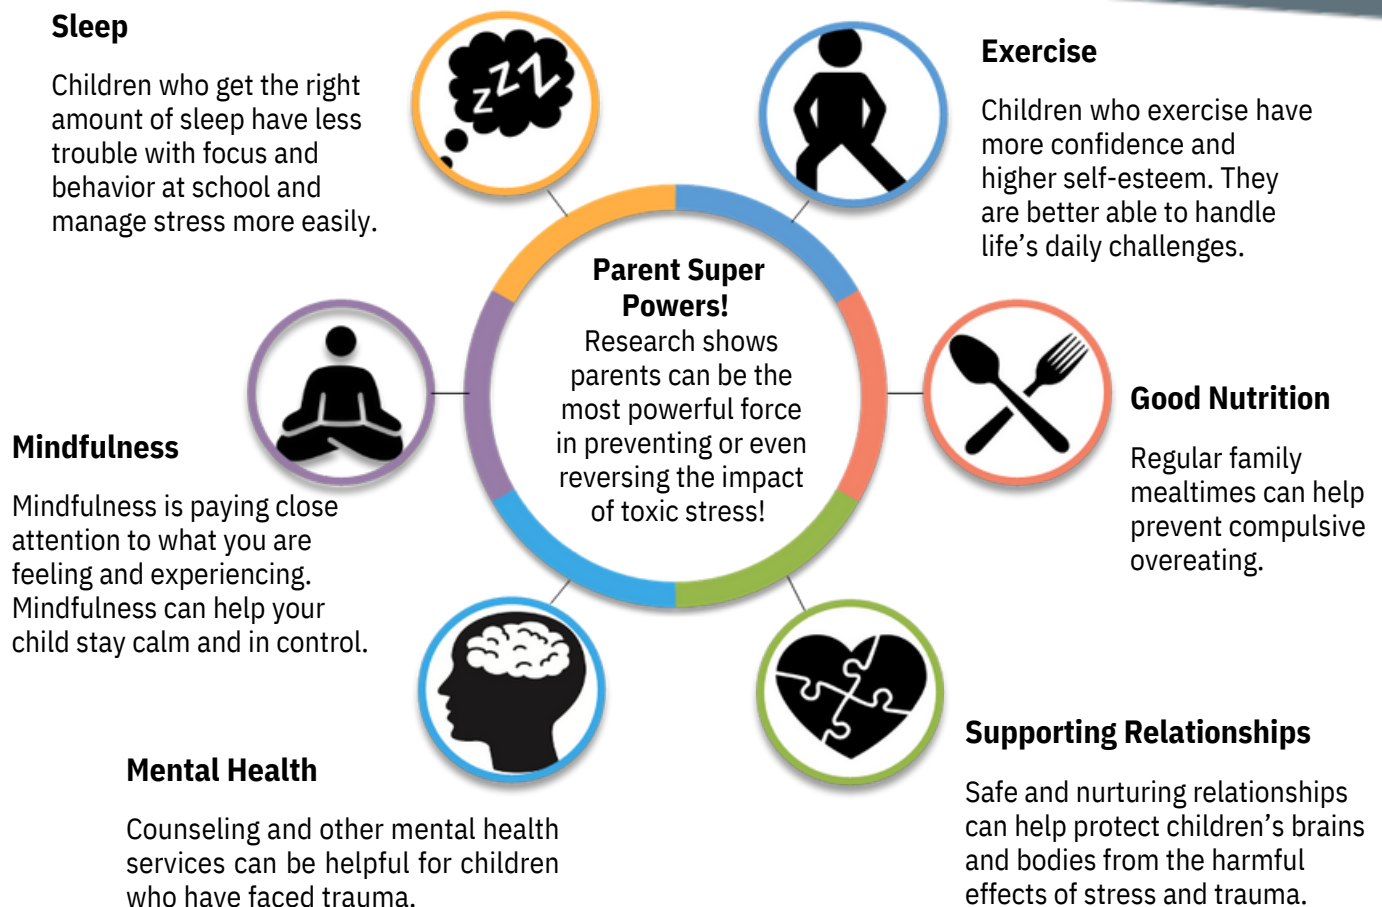 Sleep
Children who get the right
amount of sleep have less
trouble with focus and
behavior at school and
manage stress more easily.
zzZ
Exercise
Children who exercise have
more confidence and
higher self-esteem. They
are better able to handle
life’s daily challenges.
Parent Super
Powers!
Research shows
parents can be the
most powerful force
in preventing or even
reversing the impact
of toxic stress!
Good Nutrition
Regular family
mealtimes can help
prevent compulsive
overeating.
Mindfulness
Mindfulness is paying close
attention to what you are
feeling and experiencing.
Mindfulness can help your
child stay calm and in control.
Mental Health
Counseling and other mental health
services can be helpful for children
who have faced trauma.
Supporting Relationships
Safe and nurturing relationships
can help protect children’s brains
and bodies from the harmful
effects of stress and trauma.